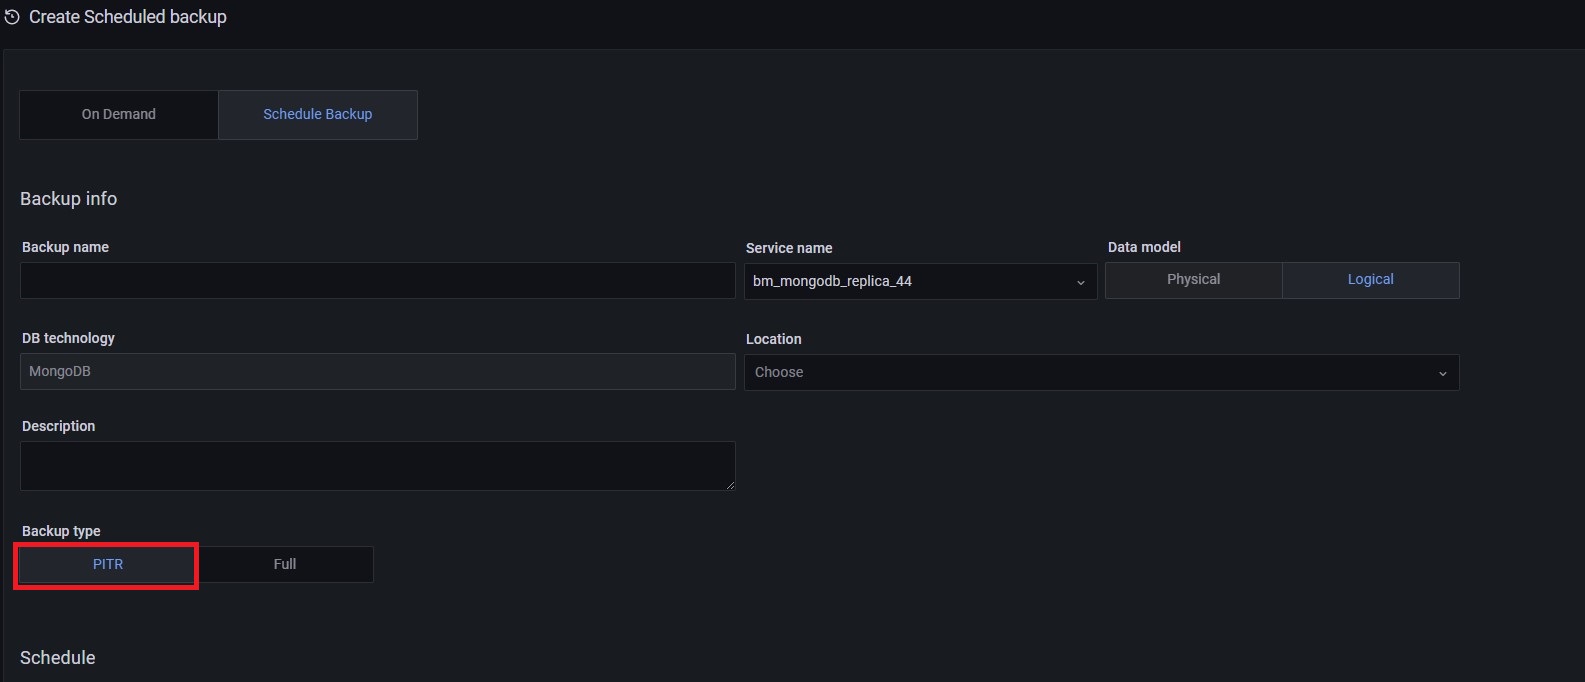 Create Scheduled backup
On Demand
Schedule Backup
Backup info
Backup name
Service name
Data model
bm_mongodb_replica_44
Physical
Logical
DB technology
Location
MongoDB
Choose
Description
Backup type
PITR
Full
Schedule